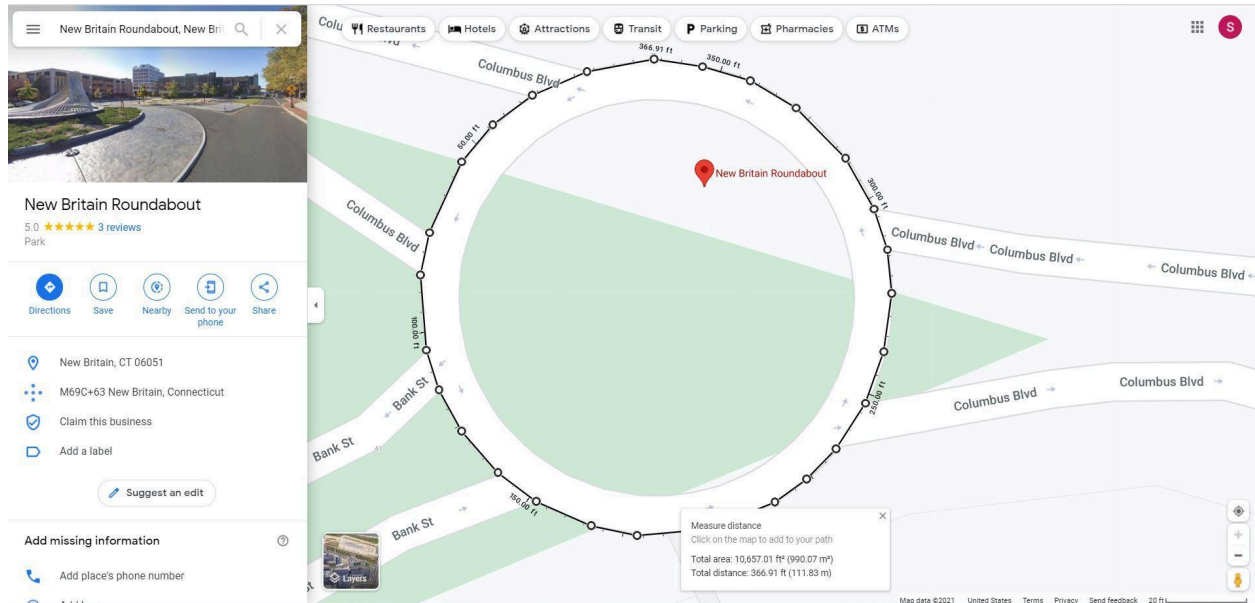 New Britain Roundabout, New Bri
Restaurants
Hotels
Attractions
Transit
Parking
Pharmacies
ATMs
S
New Britain Roundabout
5.0 ★★★★★ 3 reviews
Park
Directions
Save
Nearby
Send to your
phone
Share
New Britain, CT 06051
M69C+63 New Britain, Connecticut
Claim this business
Add a label
Suggest an edit
Add missing information
Add place's phone number
Columbus Blvd
366.91 ft
350.00 ft
50.00 ft
New Britain Roundabout
300.00 ft
Columbus Blvd
Columbus Blvd
Columbus Blvd
Columbus Blvd
100.00 ft
Bank St
250.00 ft
Columbus Blvd
Columbus Blvd
Bank St
150.00 ft
Bank St
Layers
Measure distance
Click on the map to add to your path
Total area: 10,657.01 ft² (990.07 m²)
Total distance: 366.91 ft (111.83 m)
Map data ©2021 United States Terms Privacy Send feedback 20 ft